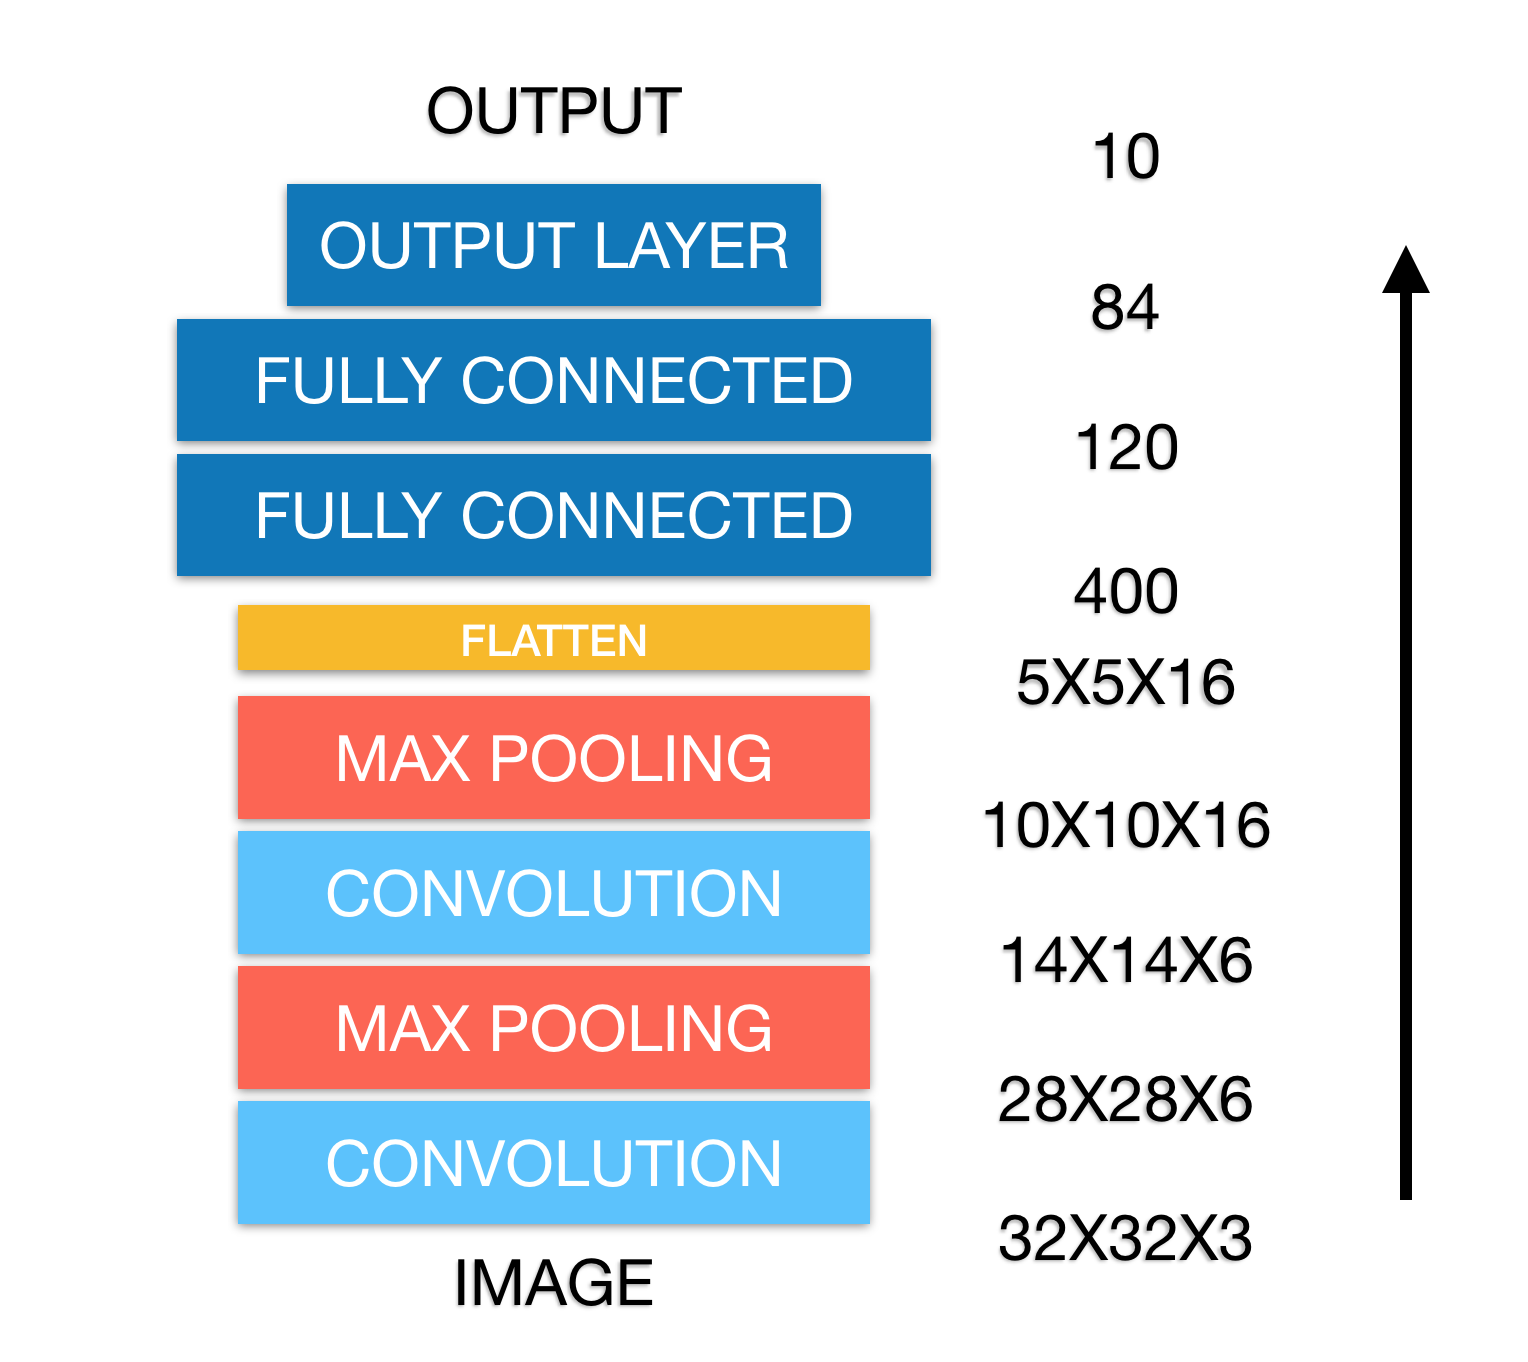 OUTPUT
10
OUTPUT LAYER
84
FULLY CONNECTED
120
FULLY CONNECTED
400
FLATTEN
5X5X16
MAX POOLING
10X10X16
CONVOLUTION
14X14X6
MAX POOLING
28X28X6
CONVOLUTION
32X32X3
IMAGE